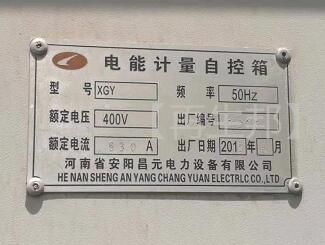 电能计量自控箱
型 号 XGY 频 率 50Hz
额定电压 400V 出厂编号
额定电流 630 A 出厂日期 201 月
河南省安阳昌元电力设备有限公司
HE NAN SHENG AN YANG CHANG YUAN ELECTRLC CO.,LTD